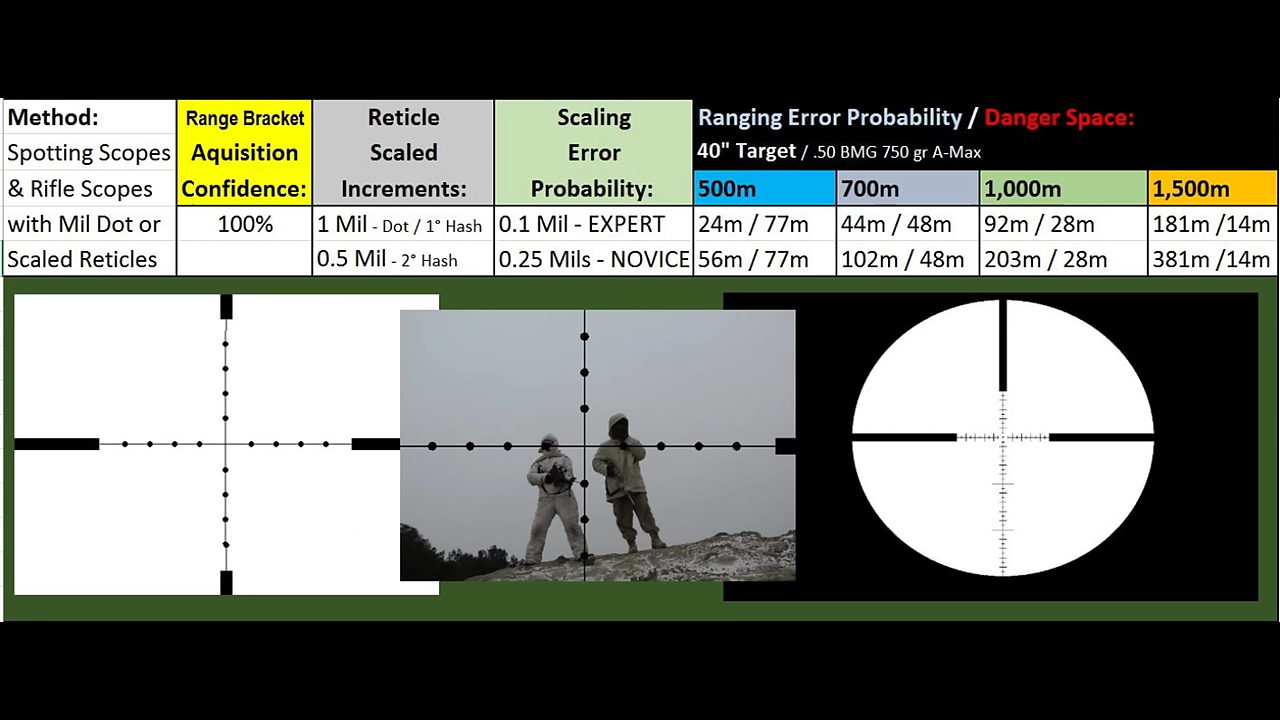 Method: Range Bracket Reticle Scaling Ranging Error Probability / Danger Space:
Spotting Scopes Aquisition Scaled Error 40" Target / .50 BMG 750 gr A-Max
& Rifle Scopes Confidence: Increments: Probability: 500m 700m 1,000m 1,500m
with Mil Dot or 100% 1 Mil - Dot / 1° Hash 0.1 Mil - EXPERT 24m / 77m 44m / 48m 92m / 28m 181m /14m
Scaled Reticles 0.5 Mil - 2° Hash 0.25 Mils - NOVICE 56m / 77m 102m / 48m 203m / 28m 381m /14m